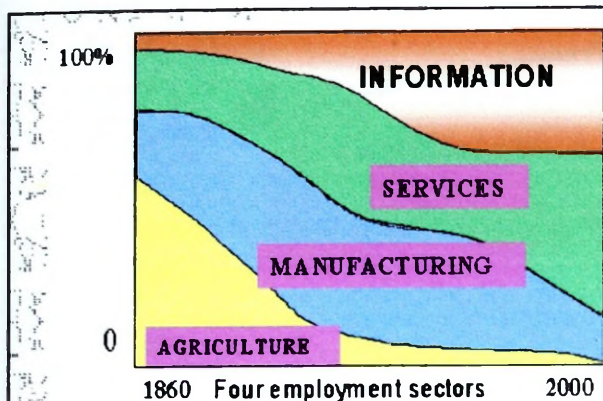 100%
INFORMATION
SERVICES
MANUFACTURING
0
AGRICULTURE
1860 Four employment sectors 2000